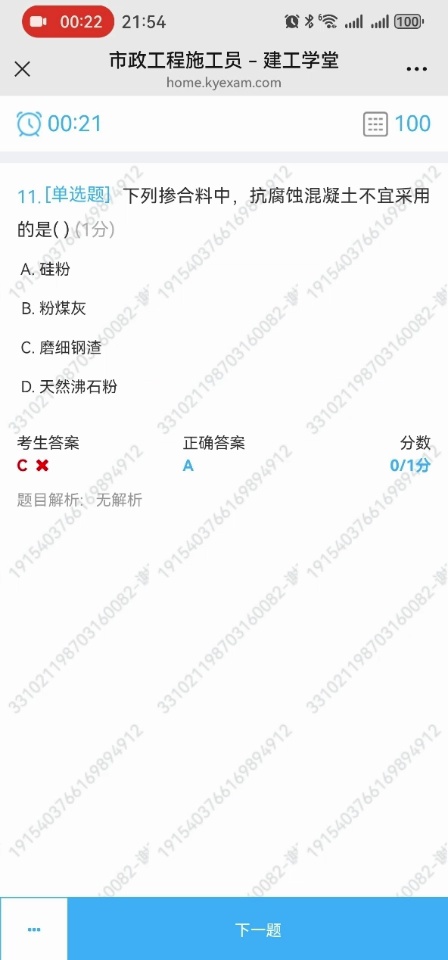 00:22 21:54 100
市政工程施工员 – 建工学堂
home.kyexam.com
00:21 100
11. [单选题] 下列掺合料中，抗腐蚀混凝土不宜采用
的是( ) (1分)
A. 硅粉
B. 粉煤灰
C. 磨细钢渣
D. 天然沸石粉
考生答案 正确答案 分数
C ✖ A 0/1分
题目解析: 无解析
下一题